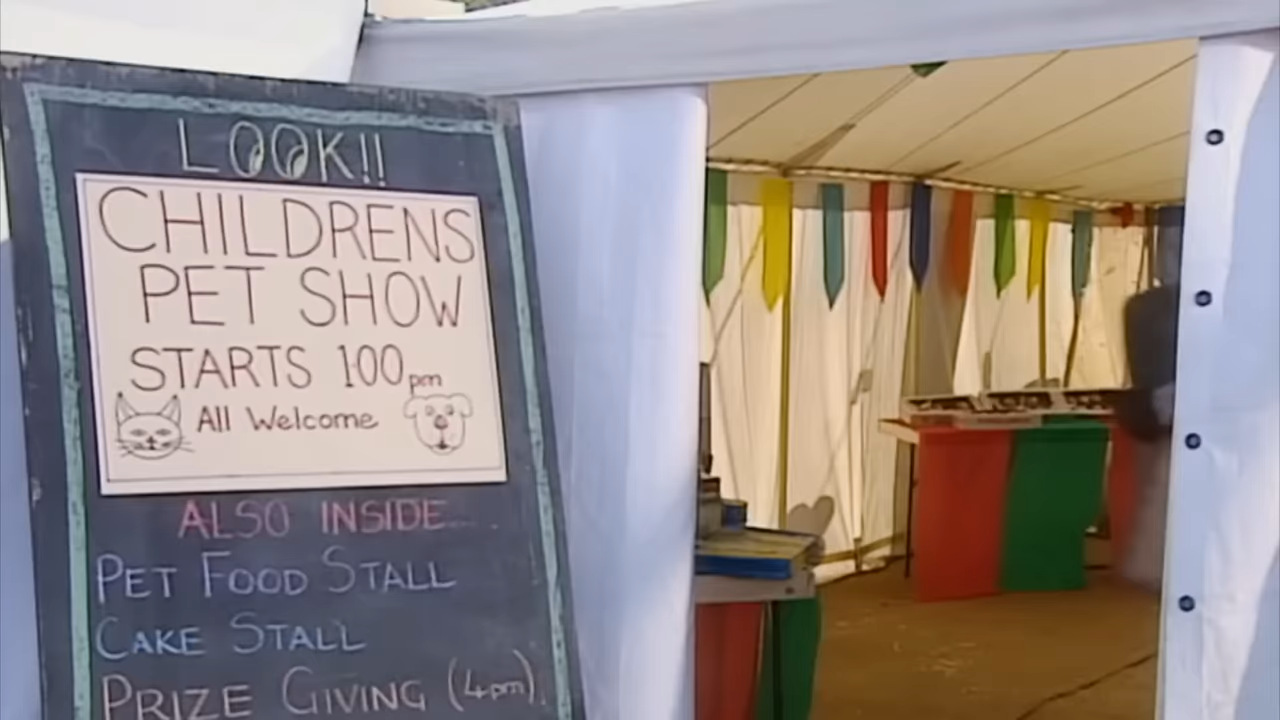 LOOK!!
CHILDRENS
PET SHOW
STARTS 1:00 pm
All Welcome
ALSO INSIDE...
PET FOOD STALL
CAKE STALL
PRIZE GIVING (4pm).